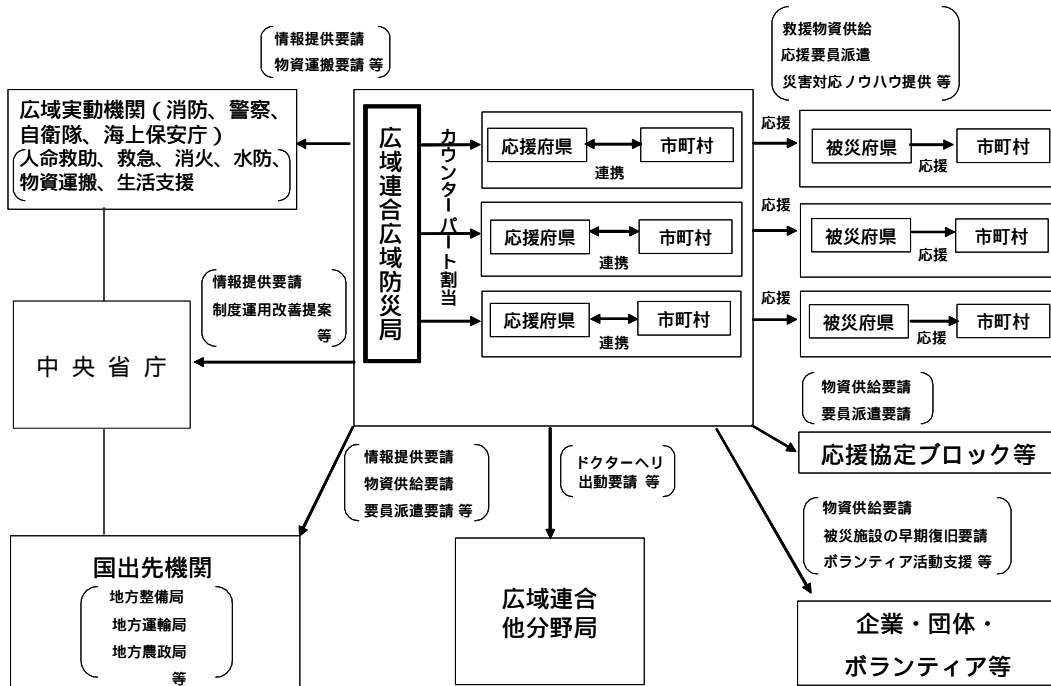 情報提供要請
物資運搬要請 等
救援物資供給
応援要員派遣
災害対応ノウハウ提供 等
広域実動機関（消防、警察、
自衛隊、海上保安庁）
人命救助、救急、消火、水防、
物資運搬、生活支援
広域連合広域防災局
カウンターパート割当
応援府県
市町村
連携
応援
被災府県
市町村
応援
応援府県
市町村
連携
応援
被災府県
市町村
応援
応援府県
市町村
連携
応援
被災府県
市町村
応援
情報提供要請
制度運用改善提案
等
中央省庁
物資供給要請
要員派遣要請
応援協定ブロック等
情報提供要請
物資供給要請
要員派遣要請 等
ドクターヘリ
出動要請 等
物資供給要請
被災施設の早期復旧要請
ボランティア活動支援 等
国出先機関
地方整備局
地方運輸局
地方農政局
等
広域連合
他分野局
企業・団体・
ボランティア等